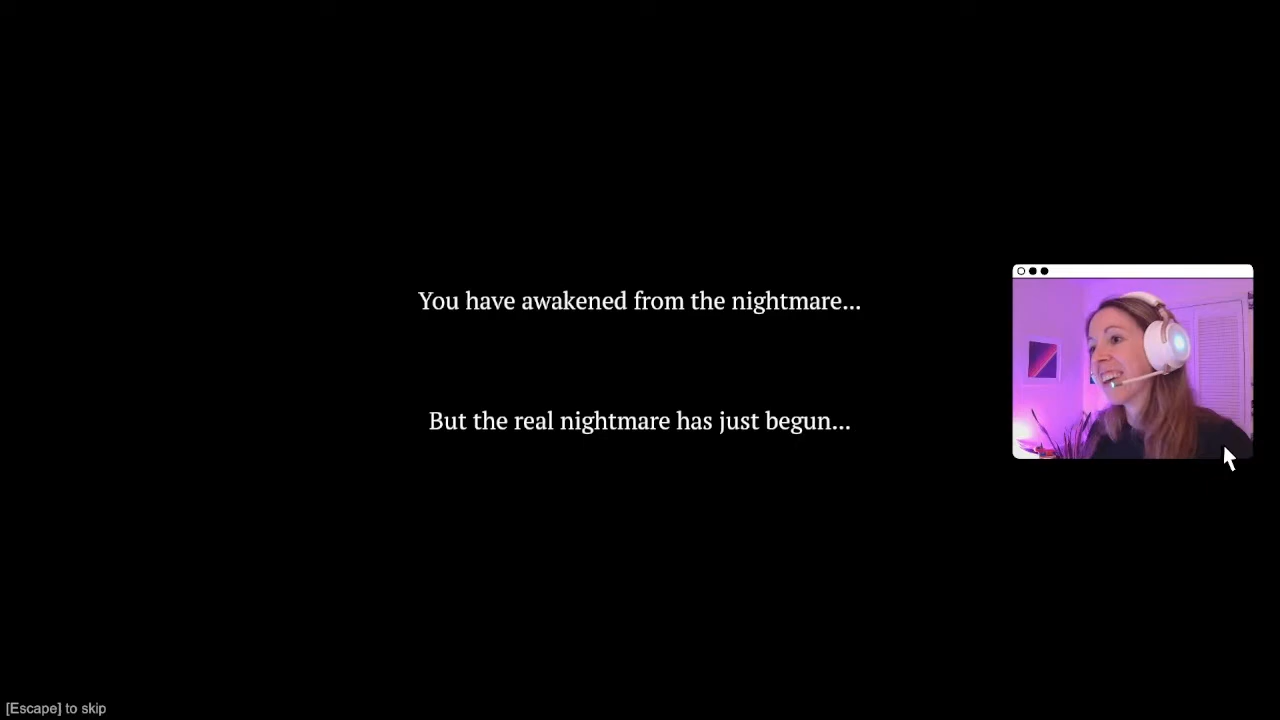 You have awakened from the nightmare...
But the real nightmare has just begun...
[Escape] to skip